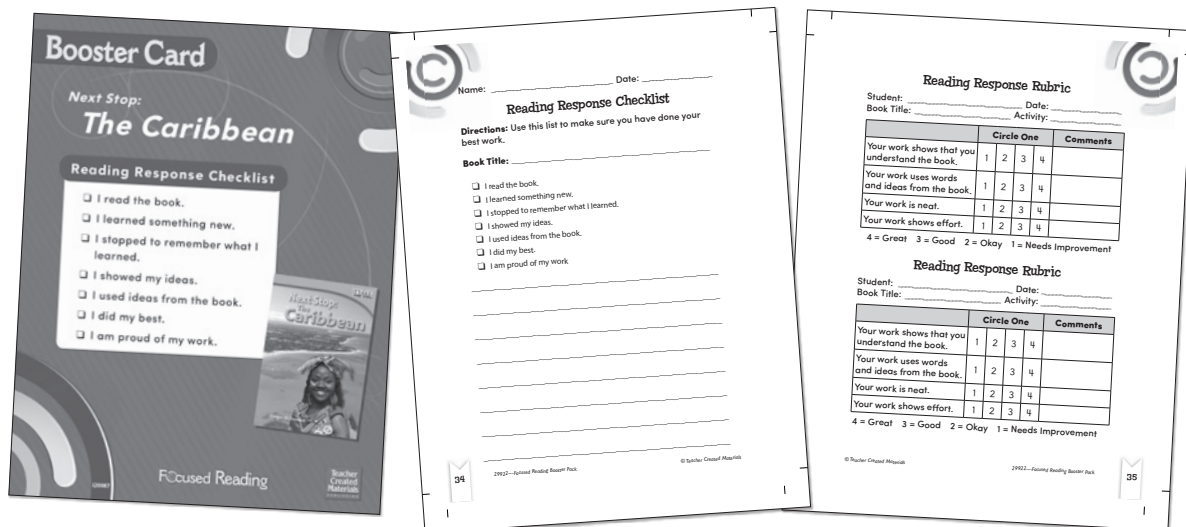 Booster Card
Next Stop:
The Caribbean
Reading Response Checklist
❑ I read the book.
❑ I learned something new.
❑ I stopped to remember what I
learned.
❑ I showed my ideas.
❑ I used ideas from the book.
❑ I did my best.
❑ I am proud of my work.
Next Stop:
The
Caribbean
Focused Reading
Teacher
Created
Materials
Name: Date:
Reading Response Checklist
Directions: Use this list to make sure you have done your
best work.
Book Title:
❑ I read the book.
❑ I learned something new.
❑ I stopped to remember what I learned.
❑ I showed my ideas.
❑ I used ideas from the book.
❑ I did my best.
❑ I am proud of my work
34
29922—Focused Reading Booster Pack
© Teacher Created Materials
Reading Response Rubric
Student: Date:
Book Title: Activity:
Circle One Comments
Your work shows that you
understand the book. 1 2 3 4
Your work uses words
and ideas from the book. 1 2 3 4
Your work is neat. 1 2 3 4
Your work shows effort. 1 2 3 4
4 = Great 3 = Good 2 = Okay 1 = Needs Improvement
Reading Response Rubric
Student: Date:
Book Title: Activity:
Circle One Comments
Your work shows that you
understand the book. 1 2 3 4
Your work uses words
and ideas from the book. 1 2 3 4
Your work is neat. 1 2 3 4
Your work shows effort. 1 2 3 4
4 = Great 3 = Good 2 = Okay 1 = Needs Improvement
© Teacher Created Materials
29922—Focused Reading Booster Pack
35